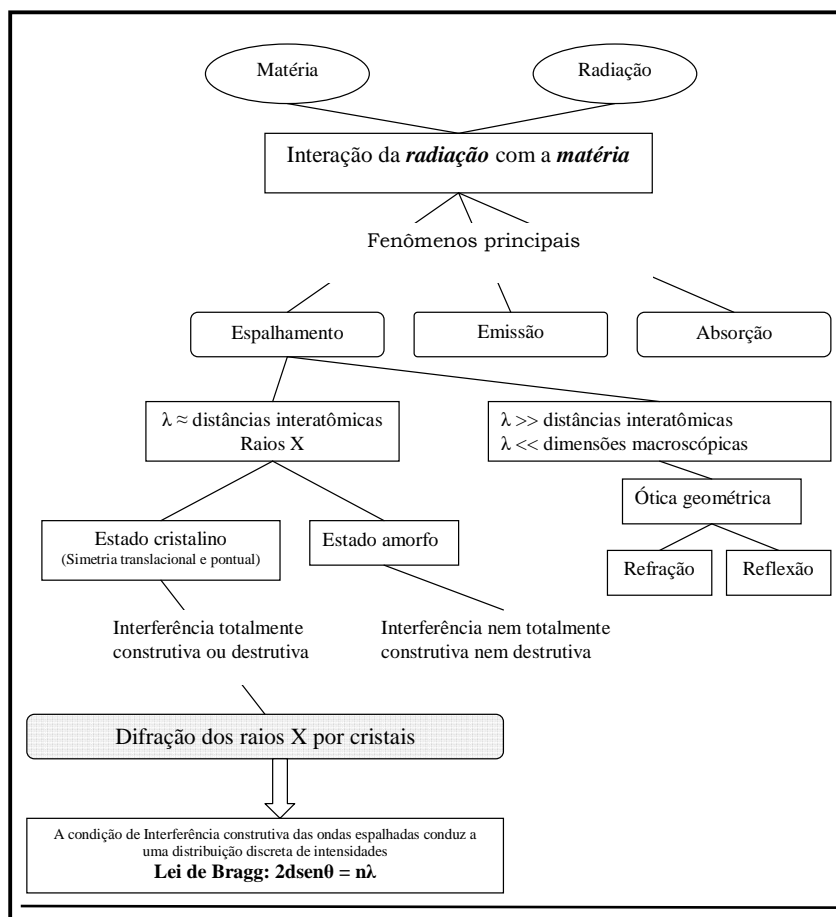 Matéria
Radiação
Interação da radiação com a matéria
Fenômenos principais
Espalhamento
Emissão
Absorção
λ ≈ distâncias interatômicas
Raios X
λ >> distâncias interatômicas
λ << dimensões macroscópicas
Ótica geométrica
Estado cristalino
(Simetria translacional e pontual)
Estado amorfo
Refração
Reflexão
Interferência totalmente
construtiva ou destrutiva
Interferência nem totalmente
construtiva nem destrutiva
Difração dos raios X por cristais
A condição de Interferência construtiva das ondas espalhadas conduz a
uma distribuição discreta de intensidades
Lei de Bragg: 2dsenθ = nλ